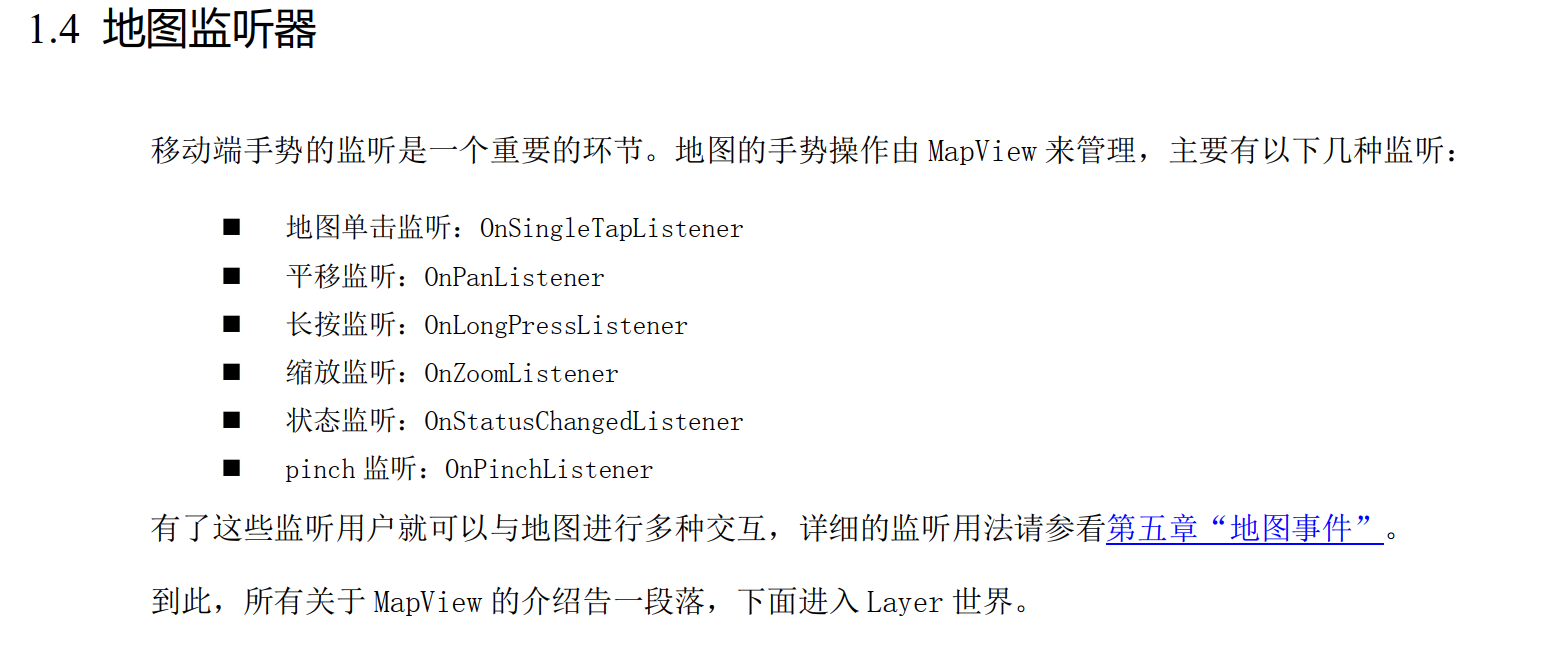 1.4 地图监听器
移动端手势的监听是一个重要的环节。地图的手势操作由 MapView 来管理，主要有以下几种监听：
■ 地图单击监听：OnSingleTapListener
■ 平移监听：OnPanListener
■ 长按监听：OnLongPressListener
■ 缩放监听：OnZoomListener
■ 状态监听：OnStatusChangedListener
■ pinch 监听：OnPinchListener
有了这些监听用户就可以与地图进行多种交互，详细的监听用法请参看第五章“地图事件”。
到此，所有关于 MapView 的介绍告一段落，下面进入 Layer 世界。